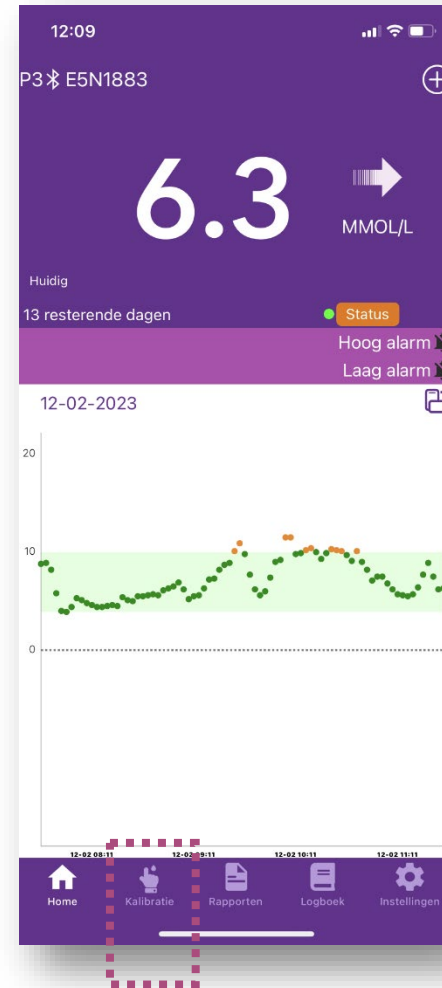 12:09
P3 E5N1883
6.3
MMOL/L
Huidig
13 resterende dagen
Status
Hoog alarm
Laag alarm
12-02-2023
20
10
0
12-02 08:11 12-02 09:11 12-02 10:11 12-02 11:11
Home Kalibratie Rapporten Logboek Instellingen